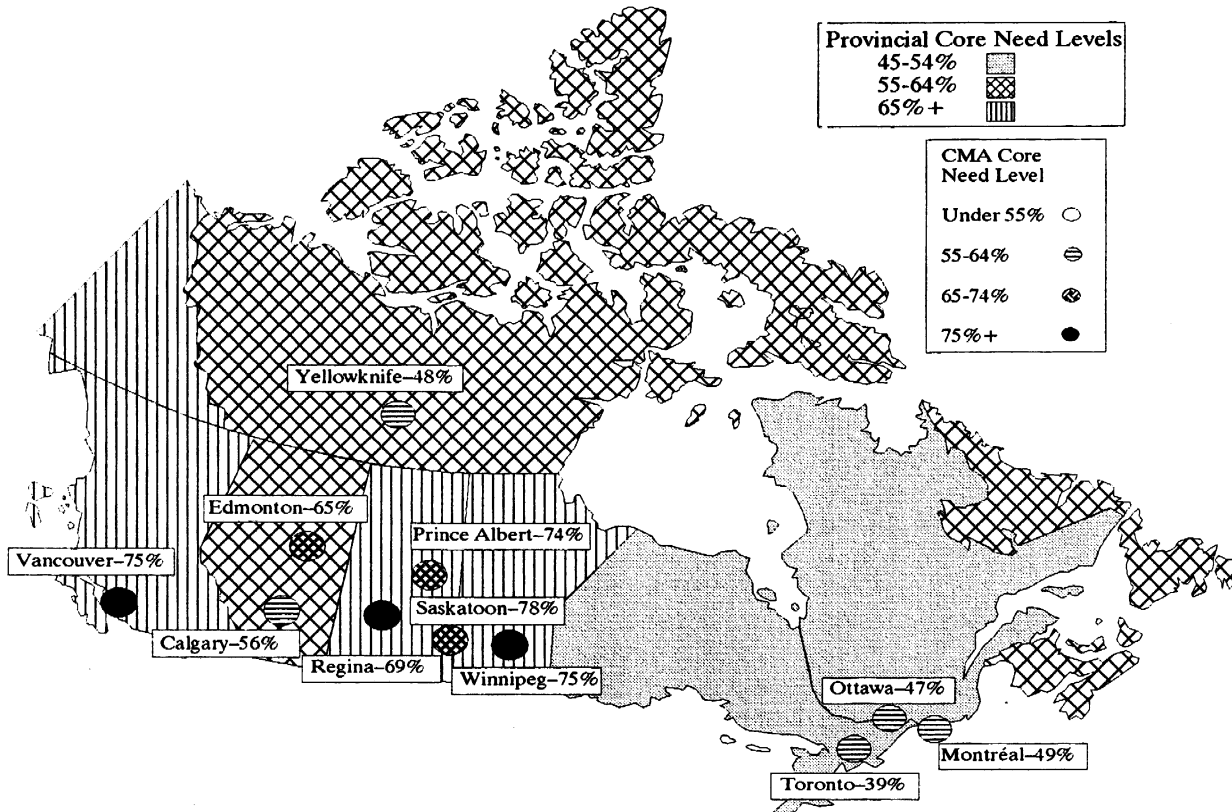 Provincial Core Need Levels
45-54%
55-64%
65% +
CMA Core
Need Level
Under 55%
55-64%
65-74%
75% +
Yellowknife–48%
Edmonton–65%
Prince Albert–74%
Vancouver–75%
Saskatoon–78%
Calgary–56%
Regina–69%
Winnipeg–75%
Ottawa–47%
Montréal–49%
Toronto–39%